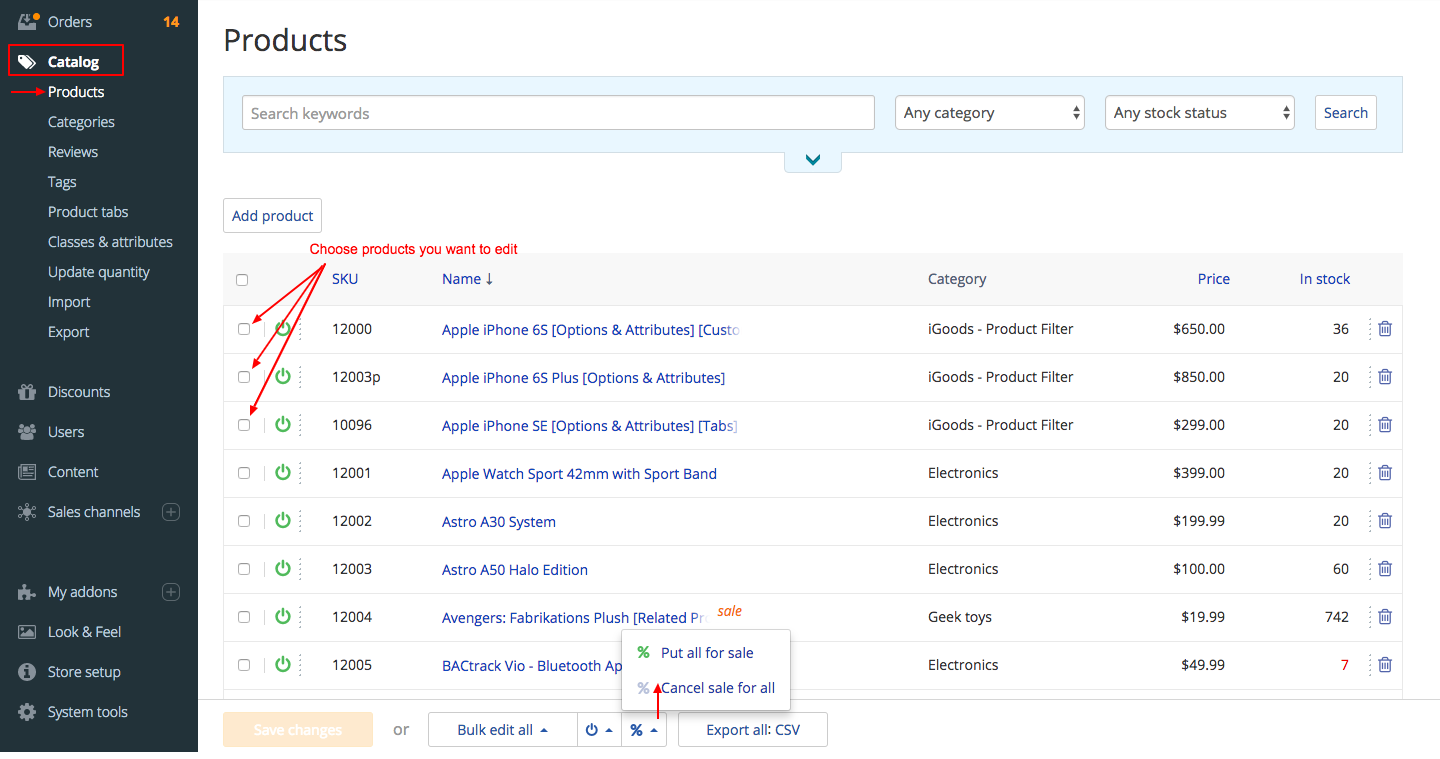 Orders 14
Catalog
Products
Categories
Reviews
Tags
Product tabs
Classes & attributes
Update quantity
Import
Export
Discounts
Users
Content
Sales channels
My addons
Look & Feel
Store setup
System tools
Products
Search keywords Any category Any stock status Search
Add product
Choose products you want to edit
SKU Name ↓ Category Price In stock
12000 Apple iPhone 6S [Options & Attributes] [Custo iGoods - Product Filter $650.00 36
12003p Apple iPhone 6S Plus [Options & Attributes] iGoods - Product Filter $850.00 20
10096 Apple iPhone SE [Options & Attributes] [Tabs] iGoods - Product Filter $299.00 20
12001 Apple Watch Sport 42mm with Sport Band Electronics $399.00 20
12002 Astro A30 System Electronics $199.99 20
12003 Astro A50 Halo Edition Electronics $100.00 60
12004 Avengers: Fabrikations Plush [Related Pr sale Geek toys $19.99 742
12005 BACtrack Vio - Bluetooth Ap Electronics $49.99 7
% Put all for sale
% Cancel sale for all
Save changes or Bulk edit all % Export all: CSV